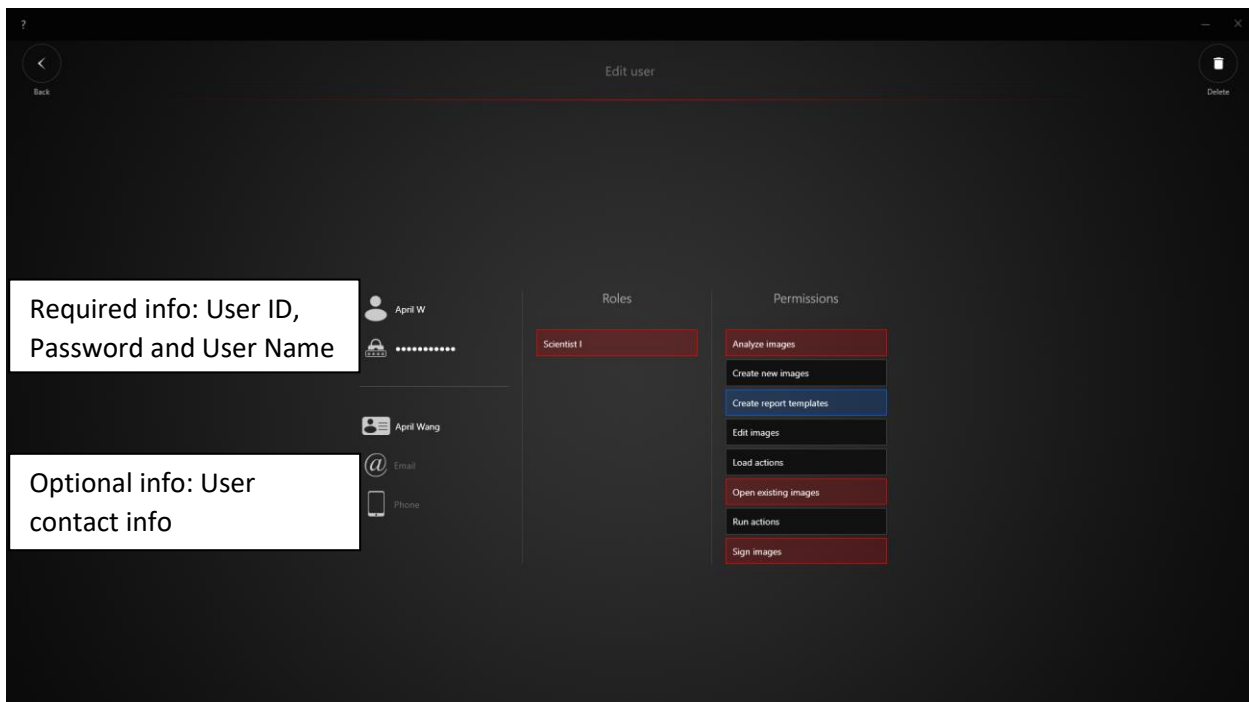 ?
Edit user
Back
Delete
Required info: User ID,
Password and User Name
April W
•••••••••••
April Wang
Email
Phone
Optional info: User
contact info
Roles
Scientist I
Permissions
Analyze images
Create new images
Create report templates
Edit images
Load actions
Open existing images
Run actions
Sign images